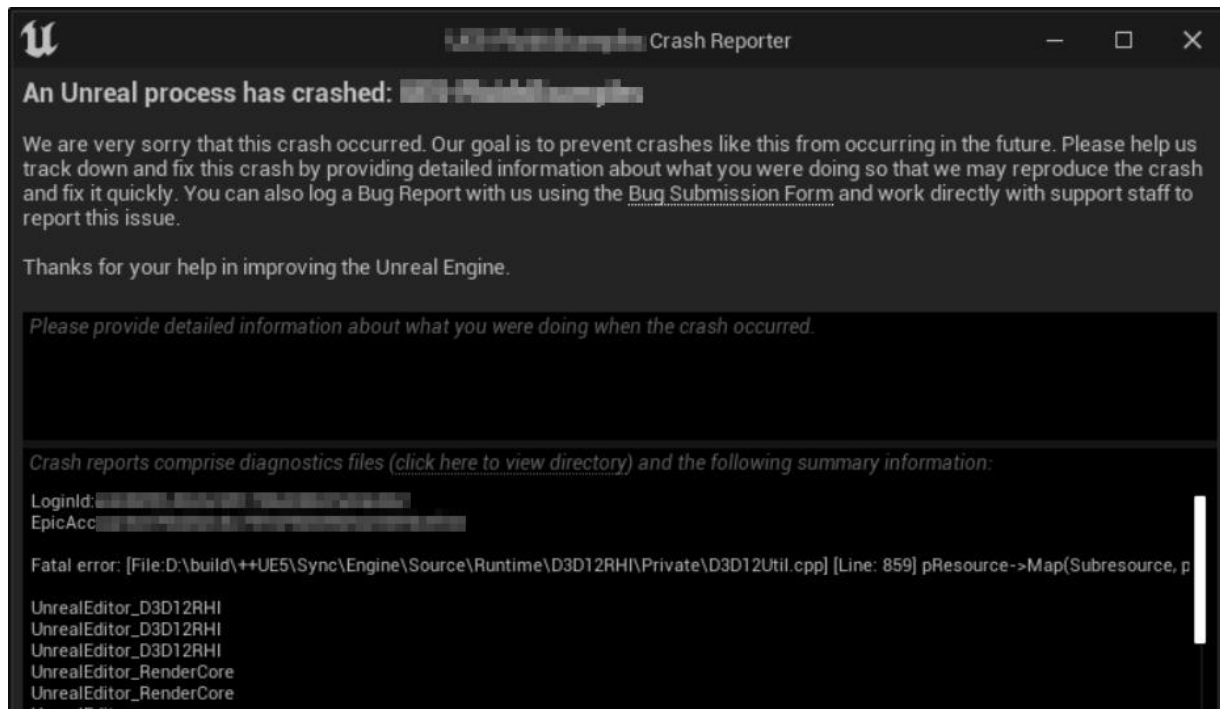 Crash Reporter
An Unreal process has crashed:
We are very sorry that this crash occurred. Our goal is to prevent crashes like this from occurring in the future. Please help us
track down and fix this crash by providing detailed information about what you were doing so that we may reproduce the crash
and fix it quickly. You can also log a Bug Report with us using the Bug Submission Form and work directly with support staff to
report this issue.
Thanks for your help in improving the Unreal Engine.
Please provide detailed information about what you were doing when the crash occurred.
Crash reports comprise diagnostics files (click here to view directory) and the following summary information:
LoginId:
EpicAcc
Fatal error: [File:D:\build\++UE5\Sync\Engine\Source\Runtime\D3D12RHI\Private\D3D12Util.cpp] [Line: 859] pResource->Map(Subresource, p
UnrealEditor_D3D12RHI
UnrealEditor_D3D12RHI
UnrealEditor_D3D12RHI
UnrealEditor_RenderCore
UnrealEditor_RenderCore